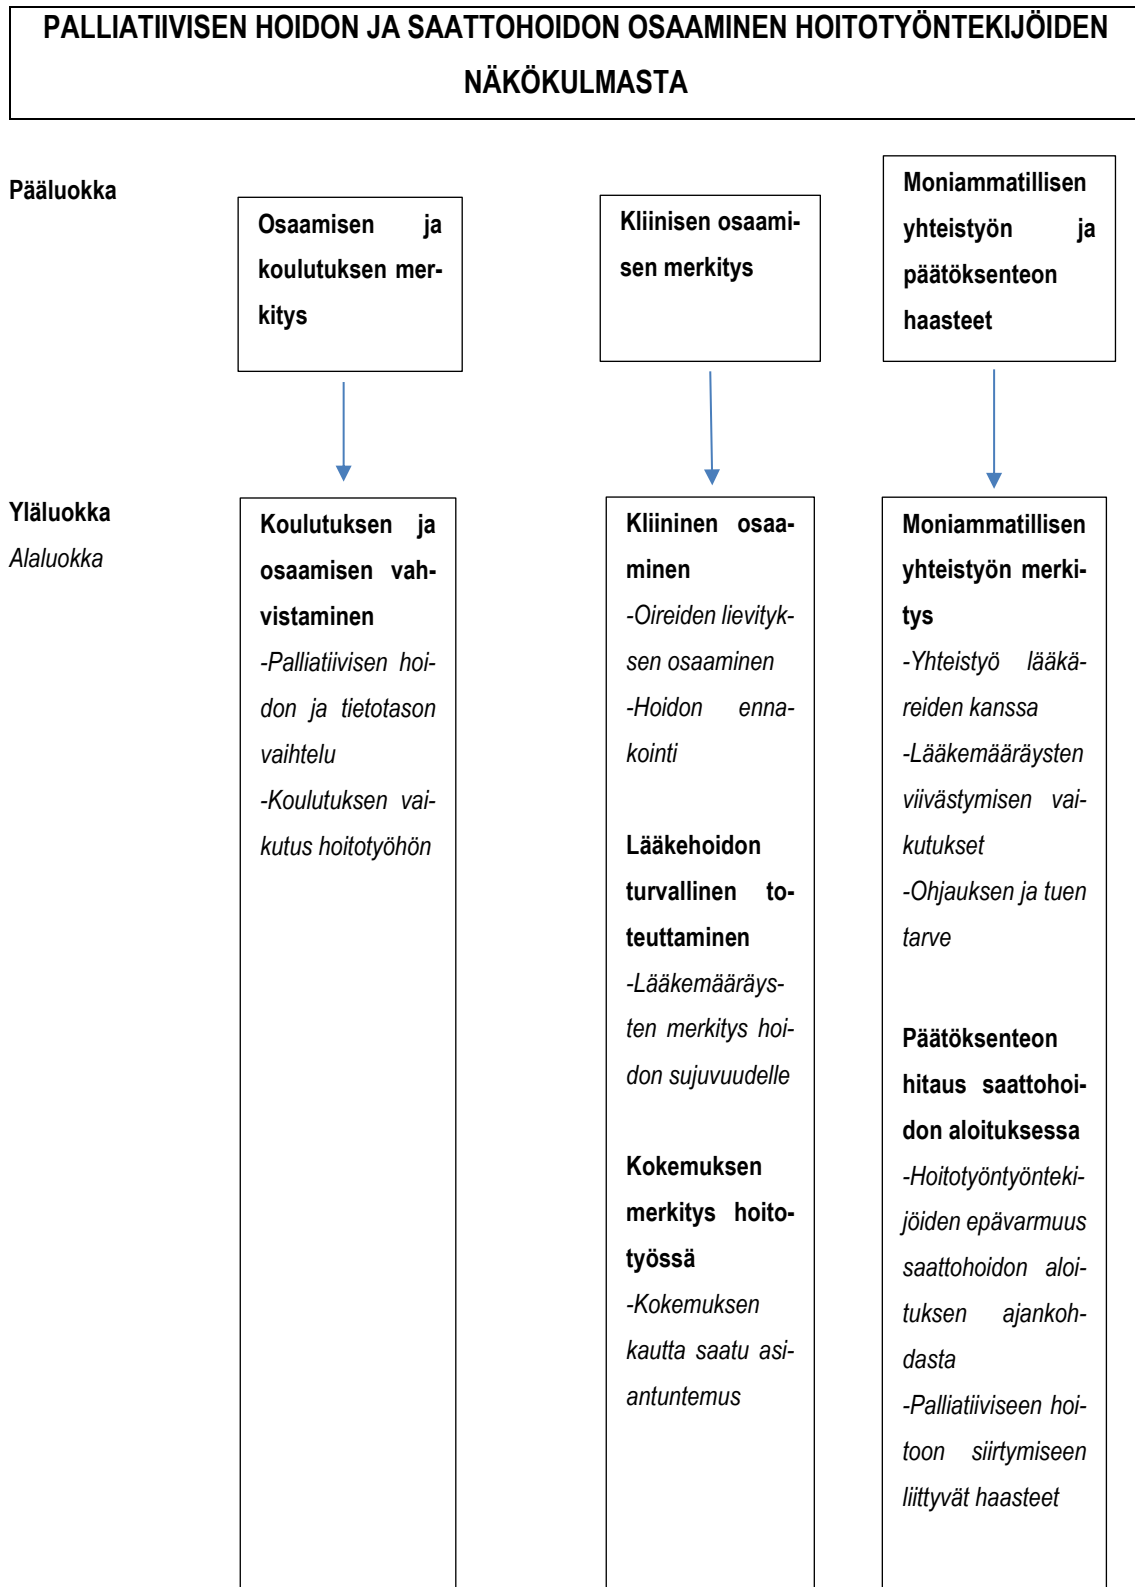 PALLIATIIVISEN HOIDON JA SAATTOHOIDON OSAAMINEN HOITOTYÖNTEKIJÖIDEN
NÄKÖKULMASTA
Pääluokka
Osaamisen ja
koulutuksen mer-
kitys
Kliinisen osaami-
sen merkitys
Moniammatillisen
yhteistyön ja
päätöksenteon
haasteet
Yläluokka
Alaluokka
Koulutuksen ja
osaamisen vah-
vistaminen
-Palliatiivisen hoi-
don ja tietotason
vaihtelu
-Koulutuksen vai-
kutus hoitotyöhön
Kliininen osaa-
minen
-Oireiden lievityk-
sen osaaminen
-Hoidon enna-
kointi
Lääkehoidon
turvallinen to-
teuttaminen
-Lääkemääräys-
ten merkitys hoi-
don sujuvuudelle
Kokemuksen
merkitys hoito-
työssä
-Kokemuksen
kautta saatu asi-
antuntemus
Moniammatillisen
yhteistyön merki-
tys
-Yhteistyö lääkä-
reiden kanssa
-Lääkemääräysten
viivästymisen vai-
kutukset
-Ohjauksen ja tuen
tarve
Päätöksenteon
hitaus saattohoi-
don aloituksessa
-Hoitotyöntyönteki-
jöiden epävarmuus
saattohoidon aloi-
tuksen ajankoh-
dasta
-Palliatiiviseen hoi-
toon siirtymiseen
liittyvät haasteet